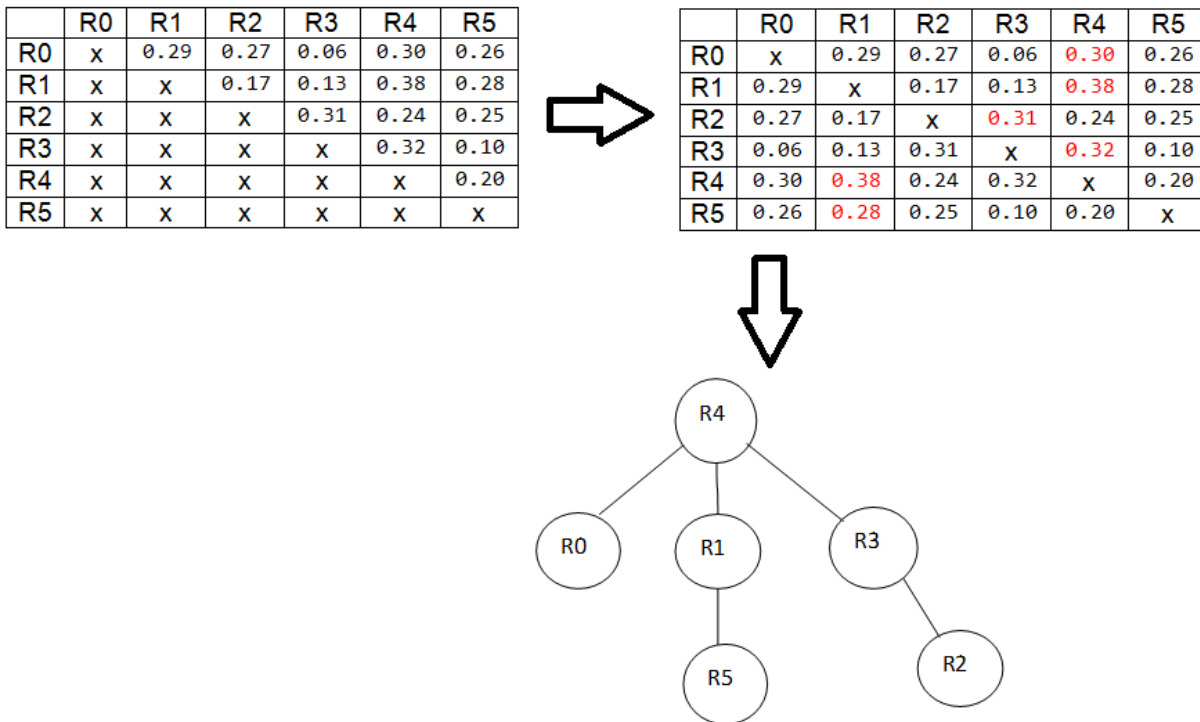 R0 R1 R2 R3 R4 R5
R0 x 0.29 0.27 0.06 0.30 0.26
R1 x x 0.17 0.13 0.38 0.28
R2 x x x 0.31 0.24 0.25
R3 x x x x 0.32 0.10
R4 x x x x x 0.20
R5 x x x x x x
R0 R1 R2 R3 R4 R5
R0 x 0.29 0.27 0.06 0.30 0.26
R1 0.29 x 0.17 0.13 0.38 0.28
R2 0.27 0.17 x 0.31 0.24 0.25
R3 0.06 0.13 0.31 x 0.32 0.10
R4 0.30 0.38 0.24 0.32 x 0.20
R5 0.26 0.28 0.25 0.10 0.20 x
R4
R0 R1 R3
R5 R2